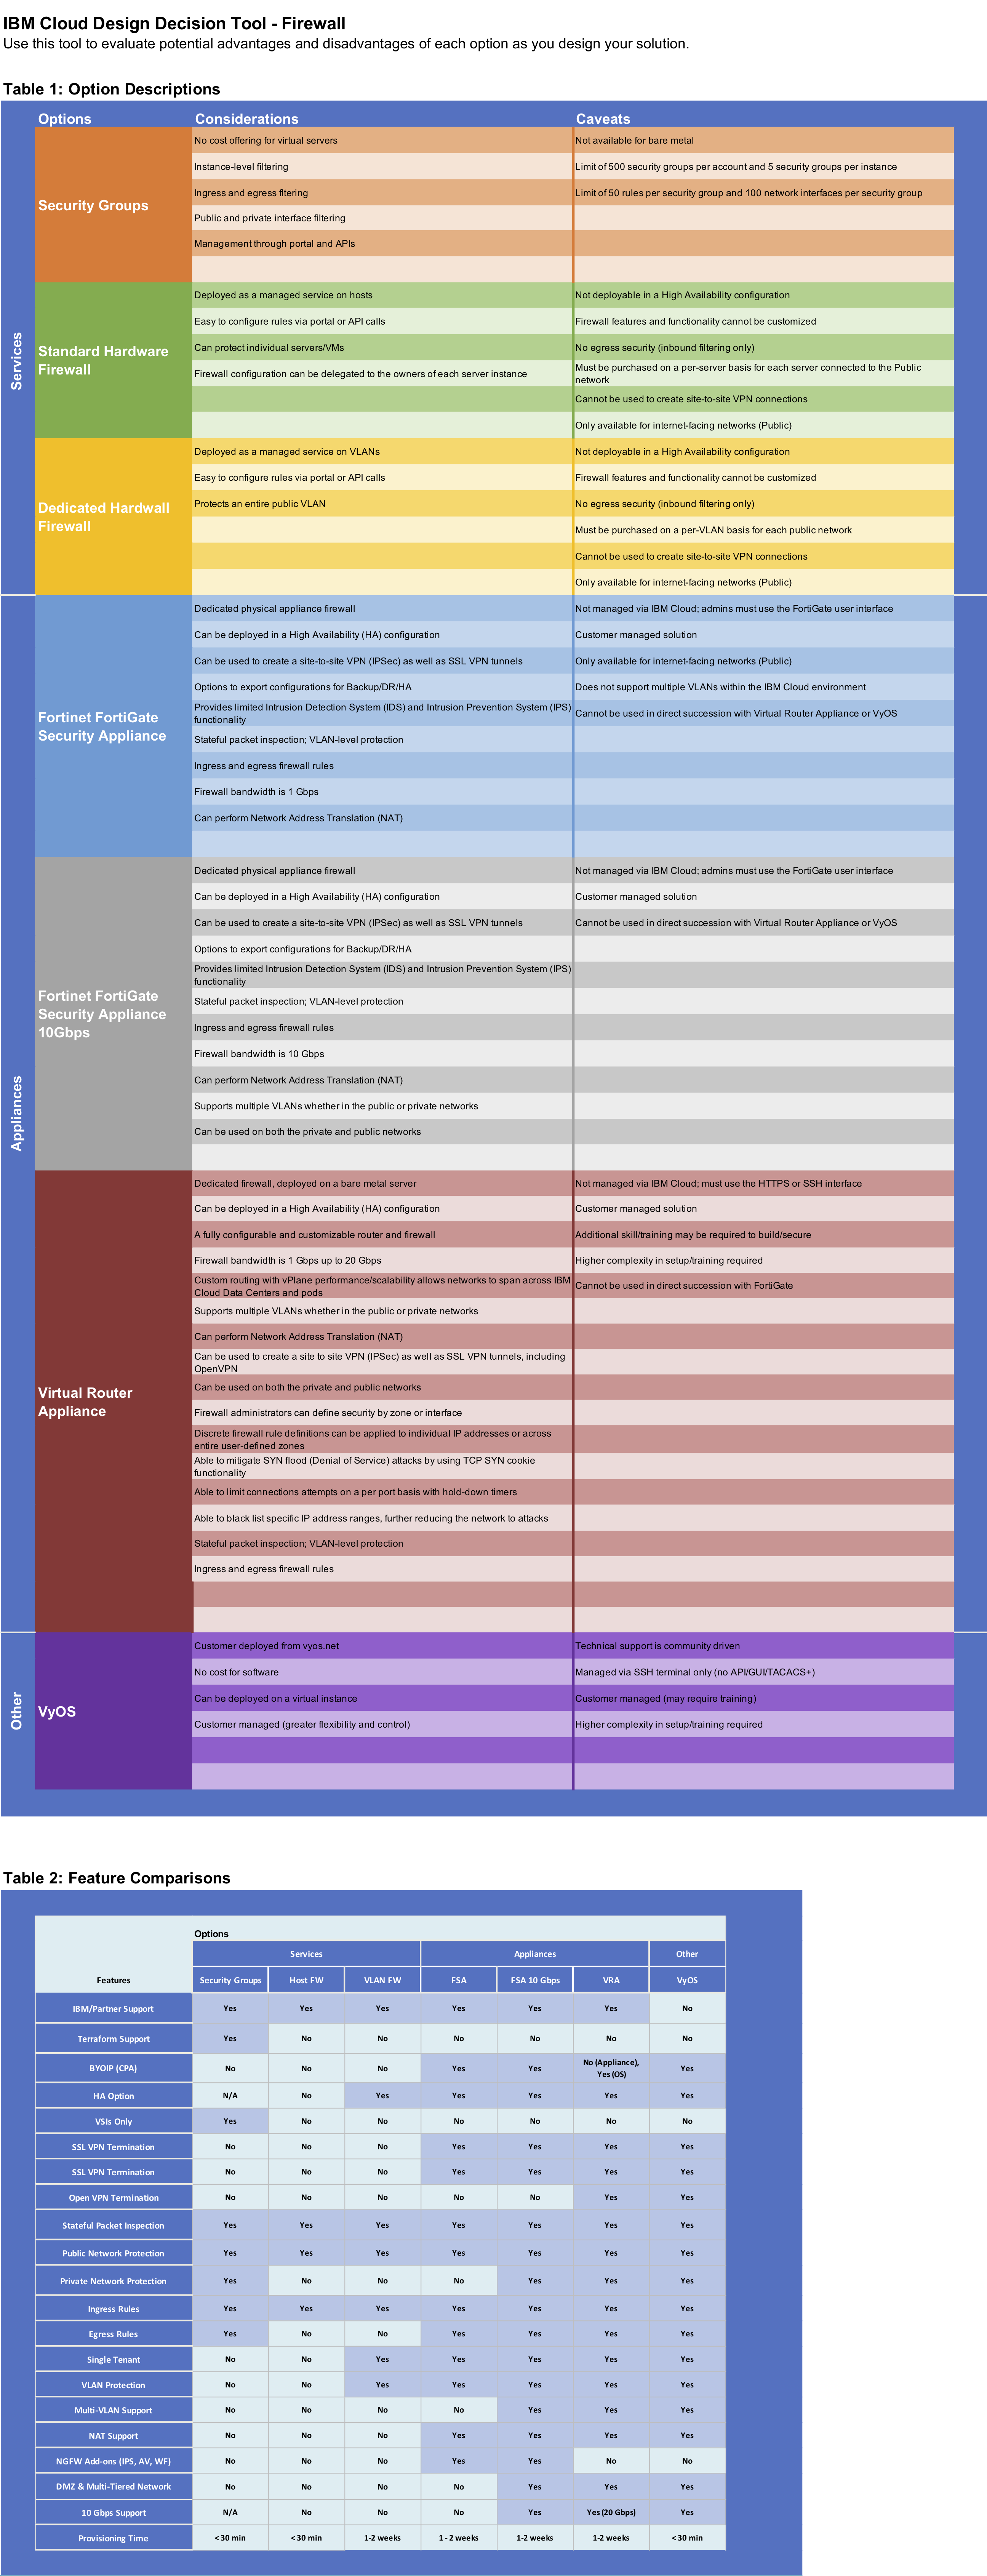 IBM Cloud Design Decision Tool - Firewall
Use this tool to evaluate potential advantages and disadvantages of each option as you design your solution.
Table 1: Option Descriptions
Options Considerations Caveats
Services
Security Groups
No cost offering for virtual servers Not available for bare metal
Instance-level filtering Limit of 500 security groups per account and 5 security groups per instance
Ingress and egress fltering Limit of 50 rules per security group and 100 network interfaces per security group
Public and private interface filtering
Management through portal and APIs
Standard Hardware
Firewall
Deployed as a managed service on hosts Not deployable in a High Availability configuration
Easy to configure rules via portal or API calls Firewall features and functionality cannot be customized
Can protect individual servers/VMs No egress security (inbound filtering only)
Firewall configuration can be delegated to the owners of each server instance Must be purchased on a per-server basis for each server connected to the Public
network
Cannot be used to create site-to-site VPN connections
Only available for internet-facing networks (Public)
Dedicated Hardwall
Firewall
Deployed as a managed service on VLANs Not deployable in a High Availability configuration
Easy to configure rules via portal or API calls Firewall features and functionality cannot be customized
Protects an entire public VLAN No egress security (inbound filtering only)
Must be purchased on a per-VLAN basis for each public network
Cannot be used to create site-to-site VPN connections
Only available for internet-facing networks (Public)
Appliances
Fortinet FortiGate
Security Appliance
Dedicated physical appliance firewall Not managed via IBM Cloud; admins must use the FortiGate user interface
Can be deployed in a High Availability (HA) configuration Customer managed solution
Can be used to create a site-to-site VPN (IPSec) as well as SSL VPN tunnels Only available for internet-facing networks (Public)
Options to export configurations for Backup/DR/HA Does not support multiple VLANs within the IBM Cloud environment
Provides limited Intrusion Detection System (IDS) and Intrusion Prevention System (IPS)
functionality Cannot be used in direct succession with Virtual Router Appliance or VyOS
Stateful packet inspection; VLAN-level protection
Ingress and egress firewall rules
Firewall bandwidth is 1 Gbps
Can perform Network Address Translation (NAT)
Fortinet FortiGate
Security Appliance
10Gbps
Dedicated physical appliance firewall Not managed via IBM Cloud; admins must use the FortiGate user interface
Can be deployed in a High Availability (HA) configuration Customer managed solution
Can be used to create a site-to-site VPN (IPSec) as well as SSL VPN tunnels Cannot be used in direct succession with Virtual Router Appliance or VyOS
Options to export configurations for Backup/DR/HA
Provides limited Intrusion Detection System (IDS) and Intrusion Prevention System (IPS)
functionality
Stateful packet inspection; VLAN-level protection
Ingress and egress firewall rules
Firewall bandwidth is 10 Gbps
Can perform Network Address Translation (NAT)
Supports multiple VLANs whether in the public or private networks
Can be used on both the private and public networks
Virtual Router
Appliance
Dedicated firewall, deployed on a bare metal server Not managed via IBM Cloud; must use the HTTPS or SSH interface
Can be deployed in a High Availability (HA) configuration Customer managed solution
A fully configurable and customizable router and firewall Additional skill/training may be required to build/secure
Firewall bandwidth is 1 Gbps up to 20 Gbps Higher complexity in setup/training required
Custom routing with vPlane performance/scalability allows networks to span across IBM
Cloud Data Centers and pods Cannot be used in direct succession with FortiGate
Supports multiple VLANs whether in the public or private networks
Can perform Network Address Translation (NAT)
Can be used to create a site to site VPN (IPSec) as well as SSL VPN tunnels, including
OpenVPN
Can be used on both the private and public networks
Firewall administrators can define security by zone or interface
Discrete firewall rule definitions can be applied to individual IP addresses or across
entire user-defined zones
Able to mitigate SYN flood (Denial of Service) attacks by using TCP SYN cookie
functionality
Able to limit connections attempts on a per port basis with hold-down timers
Able to black list specific IP address ranges, further reducing the network to attacks
Stateful packet inspection; VLAN-level protection
Ingress and egress firewall rules
Other
VyOS
Customer deployed from vyos.net Technical support is community driven
No cost for software Managed via SSH terminal only (no API/GUI/TACACS+)
Can be deployed on a virtual instance Customer managed (may require training)
Customer managed (greater flexibility and control) Higher complexity in setup/training required
Table 2: Feature Comparisons
Options
Services Appliances Other
Features Security Groups Host FW VLAN FW FSA FSA 10 Gbps VRA VyOS
IBM/Partner Support Yes Yes Yes Yes Yes Yes No
Terraform Support Yes No No No No No No
BYOIP (CPA) No No No Yes Yes No (Appliance), Yes
Yes (OS)
HA Option N/A No Yes Yes Yes Yes Yes
VSIs Only Yes No No No No No No
SSL VPN Termination No No No Yes Yes Yes Yes
SSL VPN Termination No No No Yes Yes Yes Yes
Open VPN Termination No No No No No Yes Yes
Stateful Packet Inspection Yes Yes Yes Yes Yes Yes Yes
Public Network Protection Yes Yes Yes Yes Yes Yes Yes
Private Network Protection Yes No No No Yes Yes Yes
Ingress Rules Yes Yes Yes Yes Yes Yes Yes
Egress Rules Yes No No Yes Yes Yes Yes
Single Tenant No No Yes Yes Yes Yes Yes
VLAN Protection No No Yes Yes Yes Yes Yes
Multi-VLAN Support No No No No Yes Yes Yes
NAT Support No No No Yes Yes Yes Yes
NGFW Add-ons (IPS, AV, WF) No No No Yes Yes No No
DMZ & Multi-Tiered Network No No No No Yes Yes Yes
10 Gbps Support N/A No No No Yes Yes (20 Gbps) Yes
Provisioning Time < 30 min < 30 min 1-2 weeks 1 - 2 weeks 1-2 weeks 1-2 weeks < 30 min